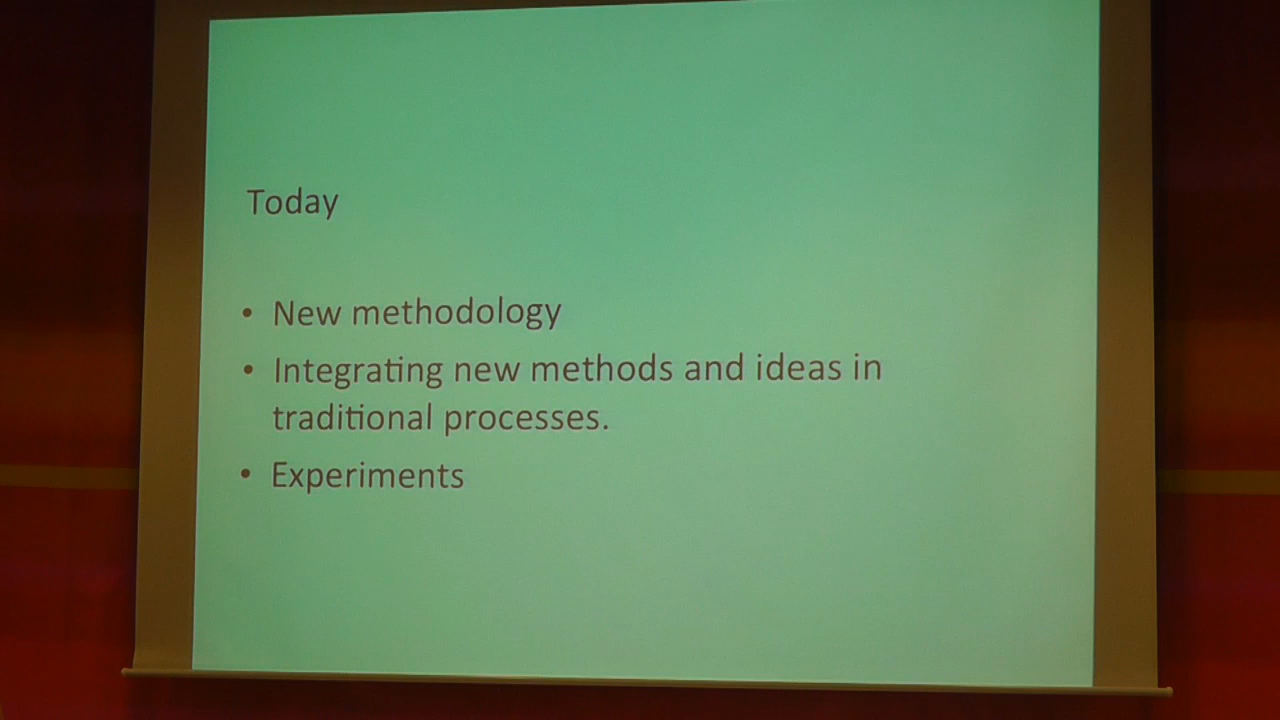 Today
• New methodology
• Integrating new methods and ideas in
traditional processes.
• Experiments